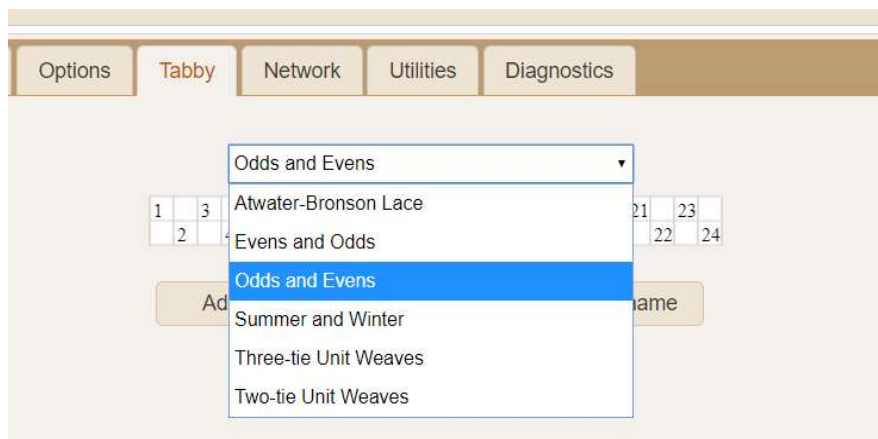 Options Tabby Network Utilities Diagnostics
Odds and Evens
Atwater-Bronson Lace
1 3 21 23
Evens and Odds
2 22 24
Odds and Evens
Ad ame
Summer and Winter
Three-tie Unit Weaves
Two-tie Unit Weaves